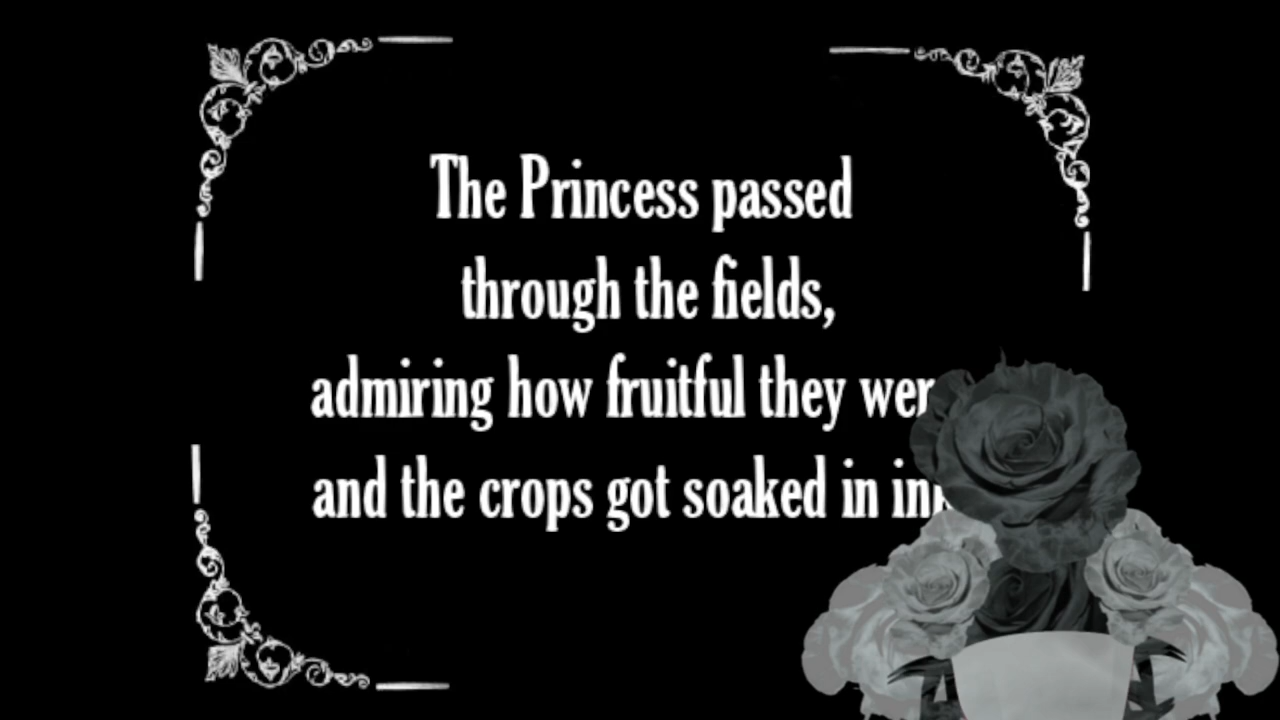 The Princess passed
through the fields,
admiring how fruitful they
and the crops got soaked in